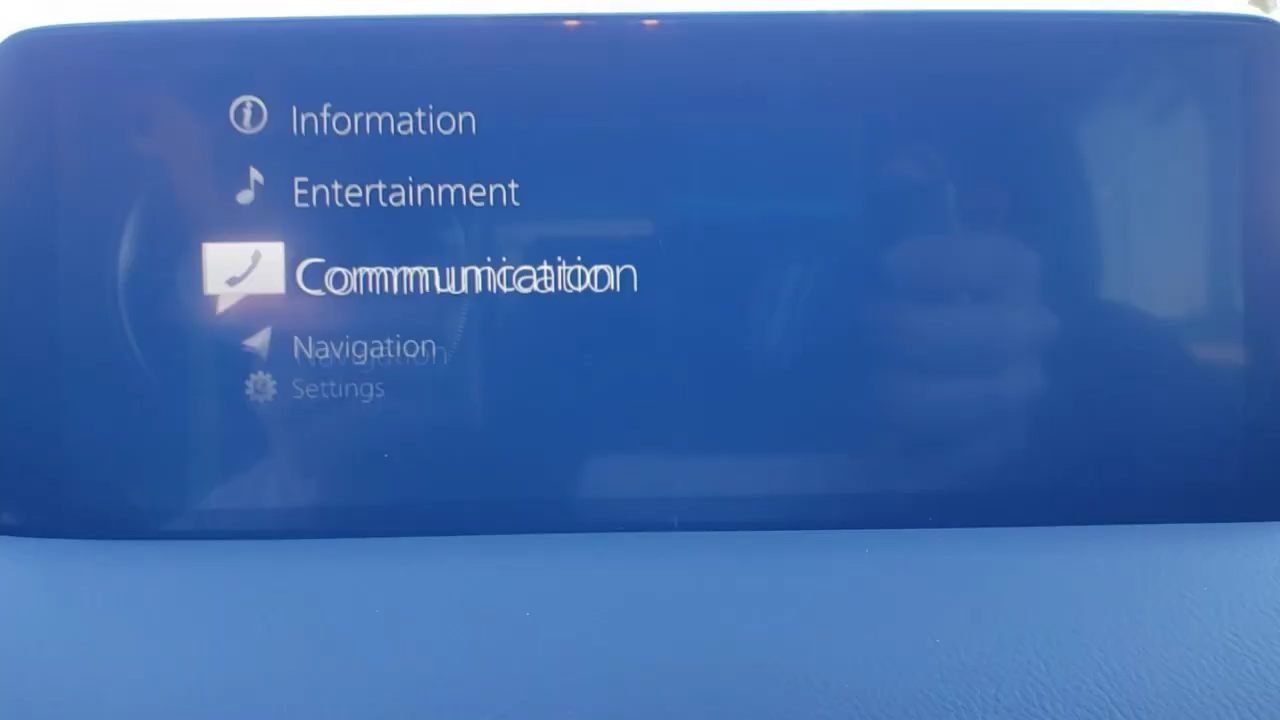 Information
Entertainment
Communication
Navigation
Settings